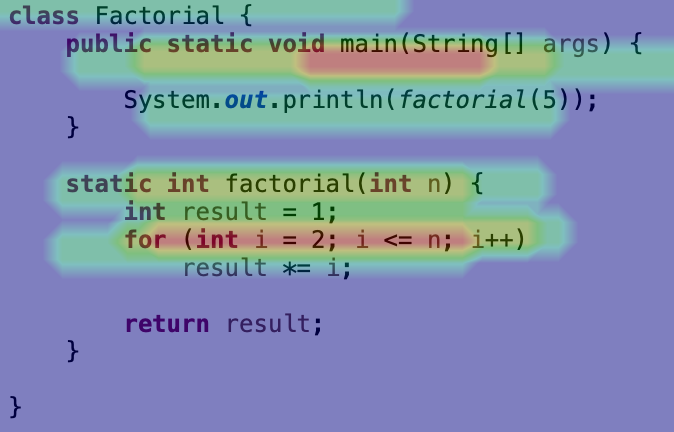 class Factorial {
    public static void main(String[] args) {
        System.out.println(factorial(5));
    }
    static int factorial(int n) {
        int result = 1;
        for (int i = 2; i <= n; i++)
            result *= i;
        return result;
    }
}